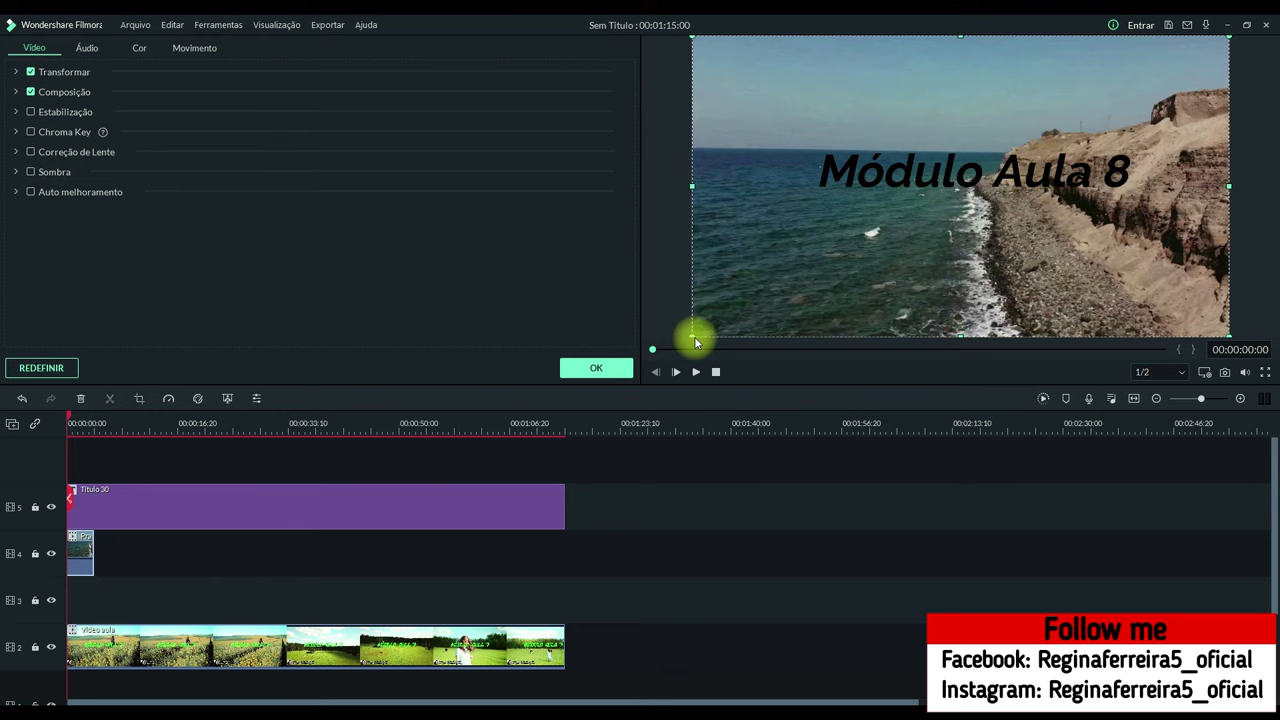 Wondershare Filmora
Arquivo Editar Ferramentas Visualização Exportar Ajuda
Sem Título : 00:01:15:00
Entrar
Vídeo Áudio Cor Movimento
Transformar
Composição
Estabilização
Chroma Key ?
Correção de Lente
Sombra
Auto melhoramento
Módulo Aula 8
00:00:00:00
REDEFINIR OK
1/2
00:00:00:00 00:00:16:20 00:00:33:10 00:00:50:00 00:01:06:20 00:01:23:10 00:01:40:00 00:01:56:20 00:02:13:10 00:02:30:00 00:02:46:20
5 Título 30
4 Pro
3
2 Vídeo aula
Follow me
Facebook: Reginaferreira5_oficial
Instagram: Reginaferreira5_oficial